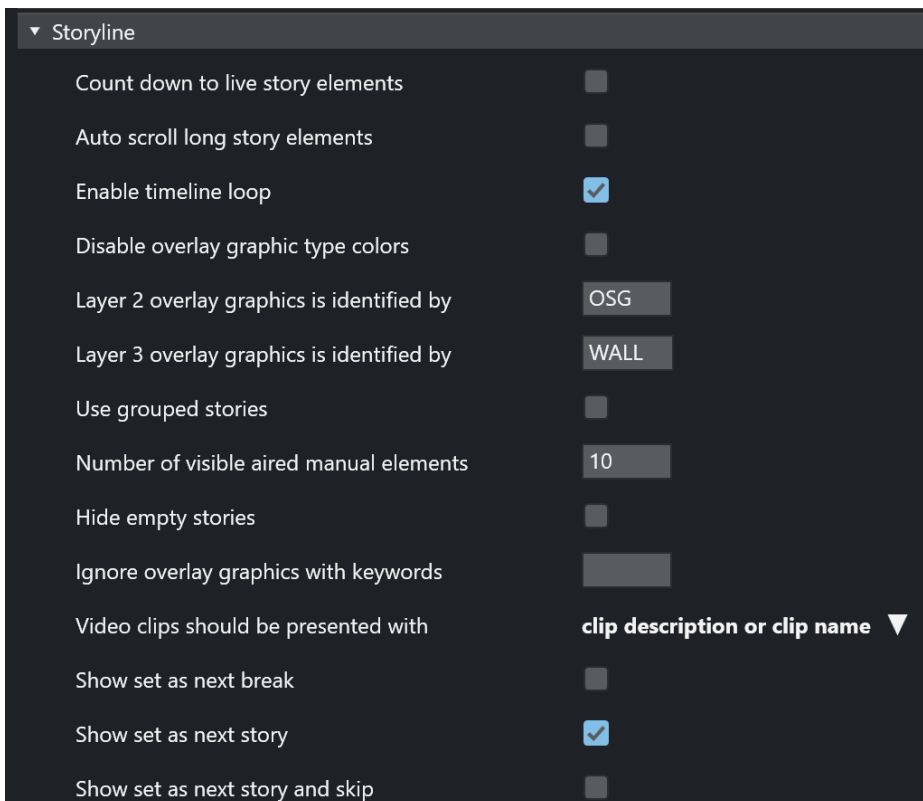 Storyline
Count down to live story elements
Auto scroll long story elements
Enable timeline loop
Disable overlay graphic type colors
Layer 2 overlay graphics is identified by OSG
Layer 3 overlay graphics is identified by WALL
Use grouped stories
Number of visible aired manual elements 10
Hide empty stories
Ignore overlay graphics with keywords
Video clips should be presented with clip description or clip name
Show set as next break
Show set as next story
Show set as next story and skip